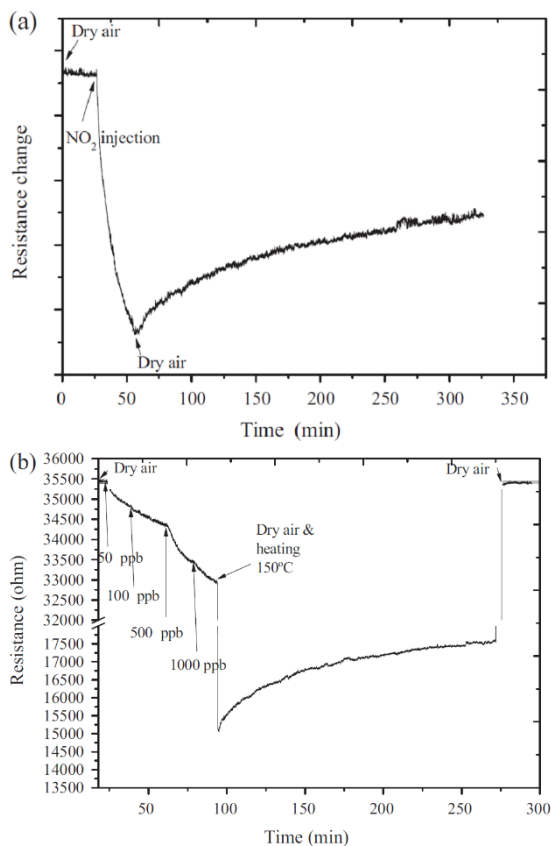 (a)
Dry air
NO2 injection
Dry air
Resistance change
0 50 100 150 200 250 300 350
Time (min)
(b)
36000
35500
35000
34500
34000
33500
33000
32500
32000
17500
17000
16500
16000
15500
15000
14500
14000
13500
Dry air
Dry air
50 ppb
100 ppb
500 ppb
1000 ppb
Dry air &
heating
150ºC
Resistance (ohm)
50 100 150 200 250 300
Time (min)